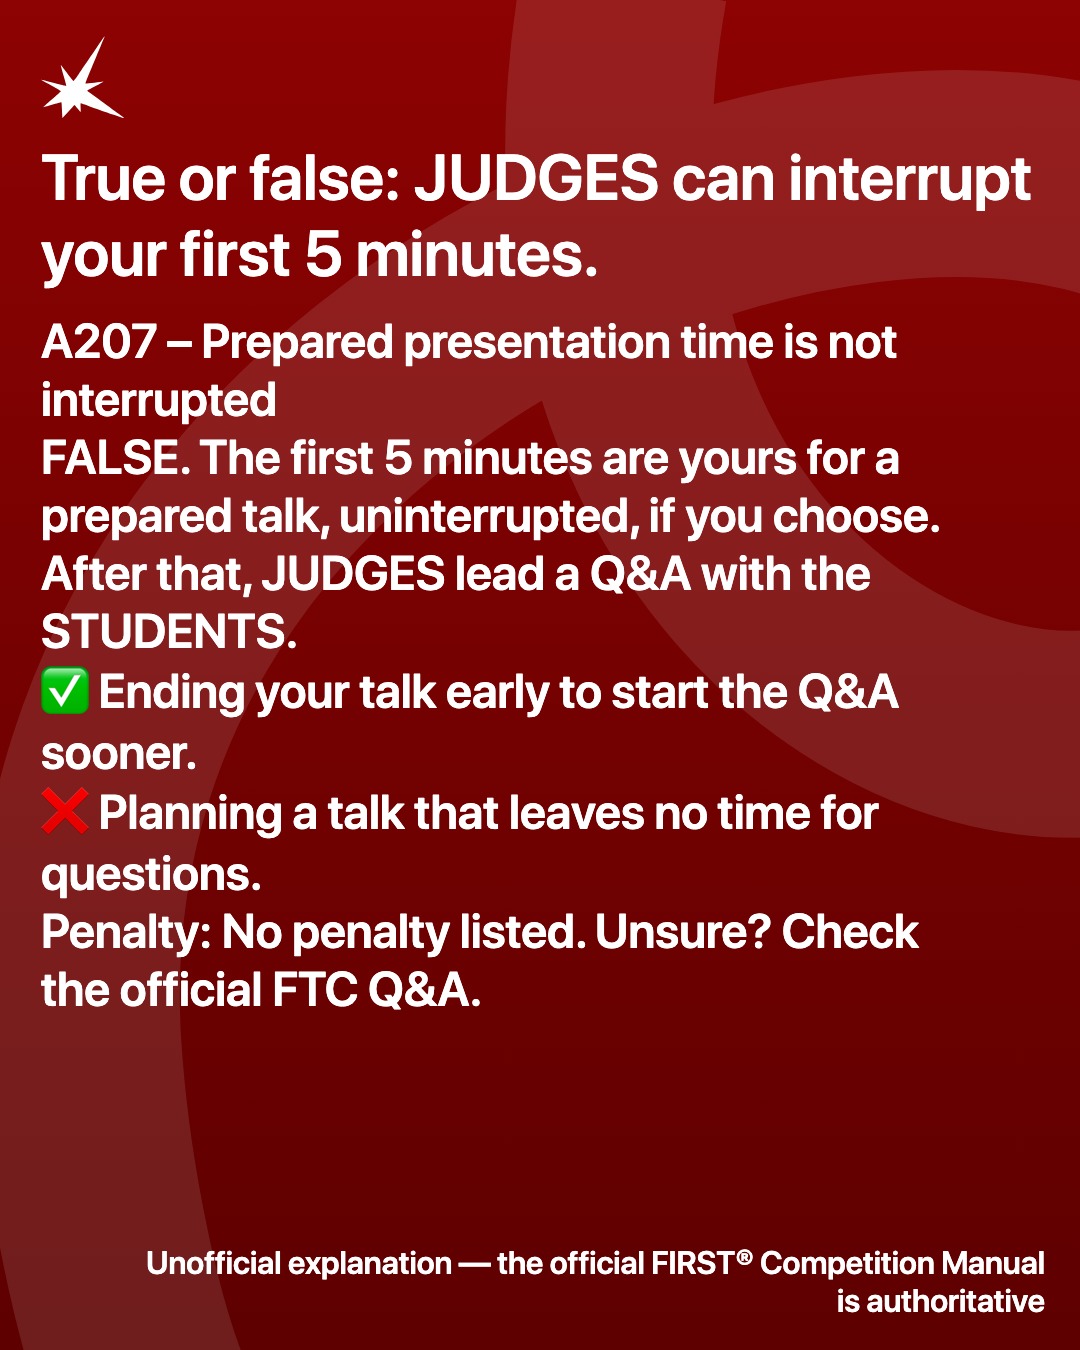 True or false: JUDGES can interrupt
your first 5 minutes.
A207 – Prepared presentation time is not
interrupted
FALSE. The first 5 minutes are yours for a
prepared talk, uninterrupted, if you choose.
After that, JUDGES lead a Q&A with the
STUDENTS.
✅ Ending your talk early to start the Q&A
sooner.
❌ Planning a talk that leaves no time for
questions.
Penalty: No penalty listed. Unsure? Check
the official FTC Q&A.
Unofficial explanation — the official FIRST® Competition Manual
is authoritative